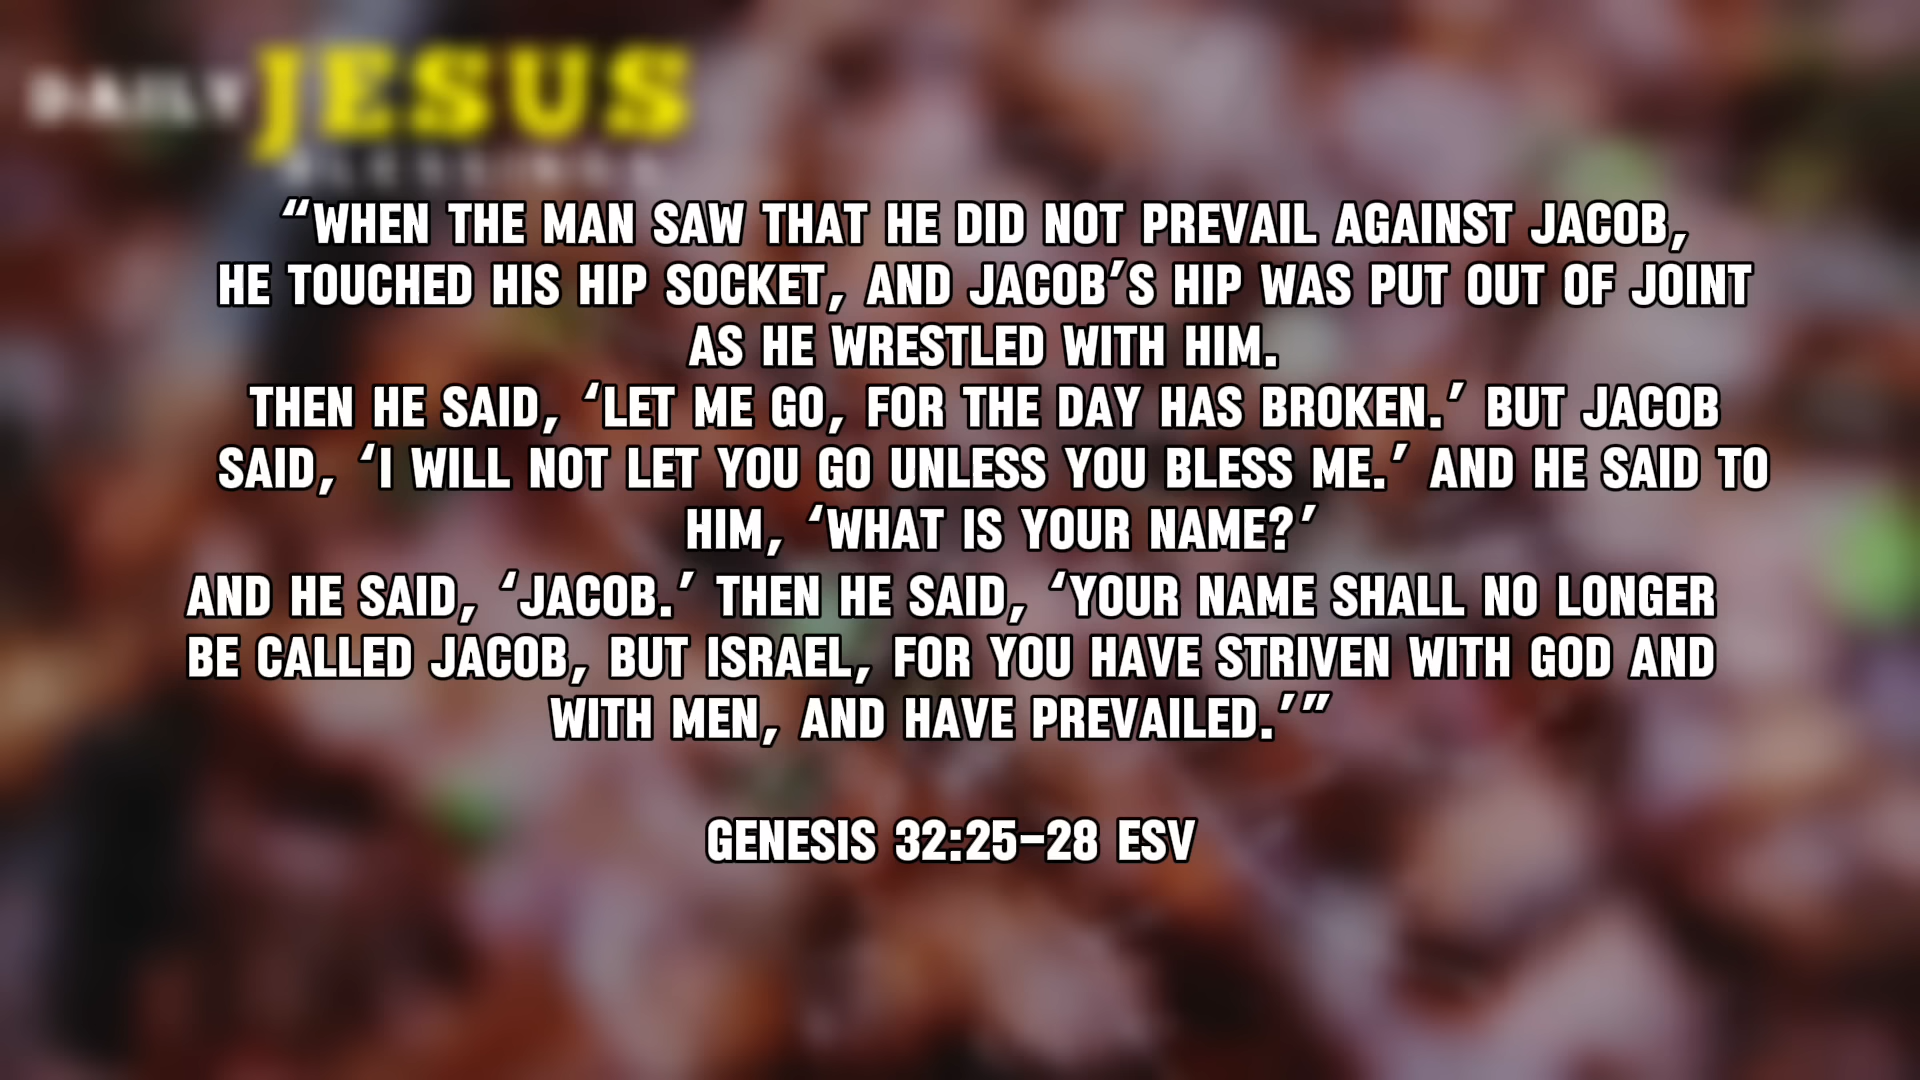 DAILY JESUS
BLESSINGS
“WHEN THE MAN SAW THAT HE DID NOT PREVAIL AGAINST JACOB,
HE TOUCHED HIS HIP SOCKET, AND JACOB’S HIP WAS PUT OUT OF JOINT
AS HE WRESTLED WITH HIM.
THEN HE SAID, ‘LET ME GO, FOR THE DAY HAS BROKEN.’ BUT JACOB
SAID, ‘I WILL NOT LET YOU GO UNLESS YOU BLESS ME.’ AND HE SAID TO
HIM, ‘WHAT IS YOUR NAME?’
AND HE SAID, ‘JACOB.’ THEN HE SAID, ‘YOUR NAME SHALL NO LONGER
BE CALLED JACOB, BUT ISRAEL, FOR YOU HAVE STRIVEN WITH GOD AND
WITH MEN, AND HAVE PREVAILED.’”
GENESIS 32:25–28 ESV